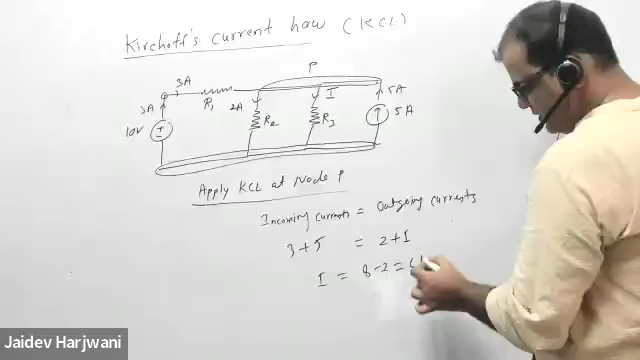 Kirchoff's current Law (KCL)
P
3A
3A
R1
2A
I
5A
10V
R2
R3
5A
Apply KCL at Node P
Incoming currents = Outgoing currents
3+5 = 2+I
I = 8-2 =
Jaidev Harjwani